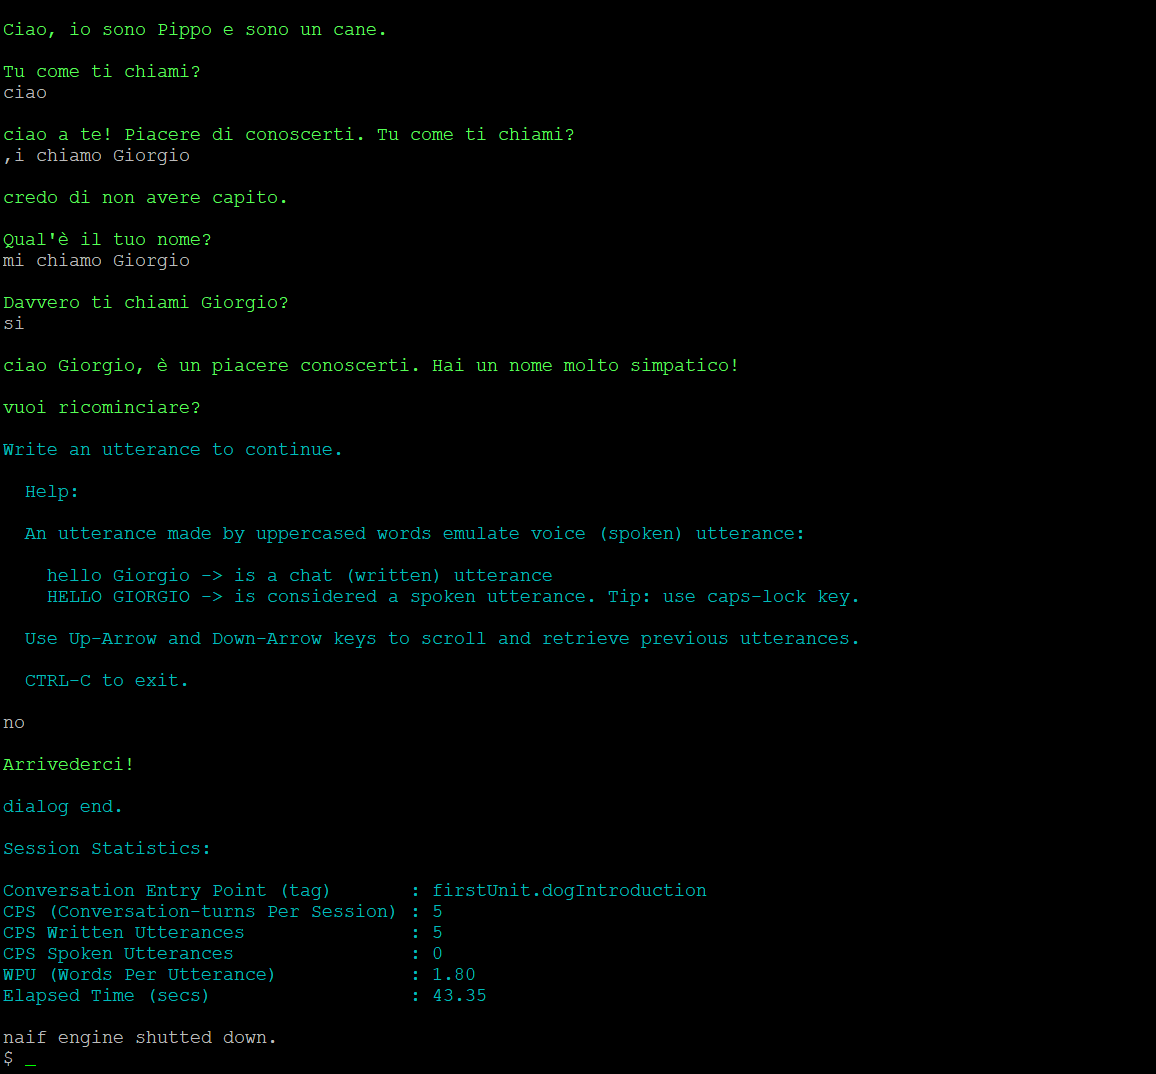 Ciao, io sono Pippo e sono un cane.
Tu come ti chiami?
ciao
ciao a te! Piacere di conoscerti. Tu come ti chiami?
,i chiamo Giorgio
credo di non avere capito.
Qual'è il tuo nome?
mi chiamo Giorgio
Davvero ti chiami Giorgio?
si
ciao Giorgio, è un piacere conoscerti. Hai un nome molto simpatico!
vuoi ricominciare?
Write an utterance to continue.
Help:
An utterance made by uppercased words emulate voice (spoken) utterance:
hello Giorgio -> is a chat (written) utterance
HELLO GIORGIO -> is considered a spoken utterance. Tip: use caps-lock key.
Use Up-Arrow and Down-Arrow keys to scroll and retrieve previous utterances.
CTRL-C to exit.
no
Arrivederci!
dialog end.
Session Statistics:
Conversation Entry Point (tag) : firstUnit.dogIntroduction
CPS (Conversation-turns Per Session) : 5
CPS Written Utterances : 5
CPS Spoken Utterances : 0
WPU (Words Per Utterance) : 1.80
Elapsed Time (secs) : 43.35
naif engine shutted down.
$ _